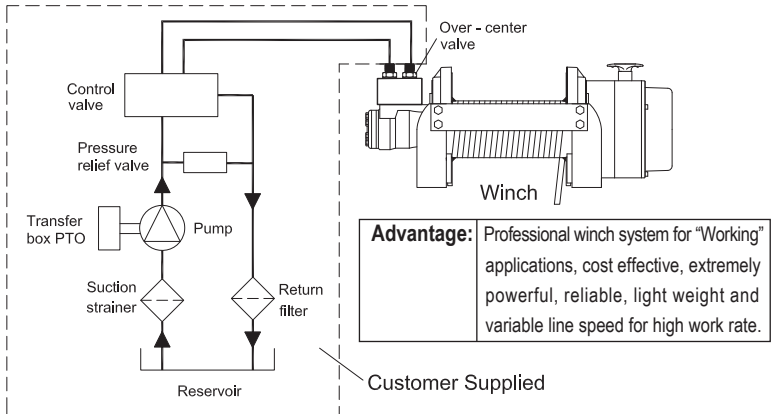 Over - center
valve
Control
valve
Pressure
relief valve
Transfer
box PTO
Pump
Winch
Suction
strainer
Return
filter
Reservoir
Customer Supplied
Advantage:
Professional winch system for “Working”
applications, cost effective, extremely
powerful, reliable, light weight and
variable line speed for high work rate.